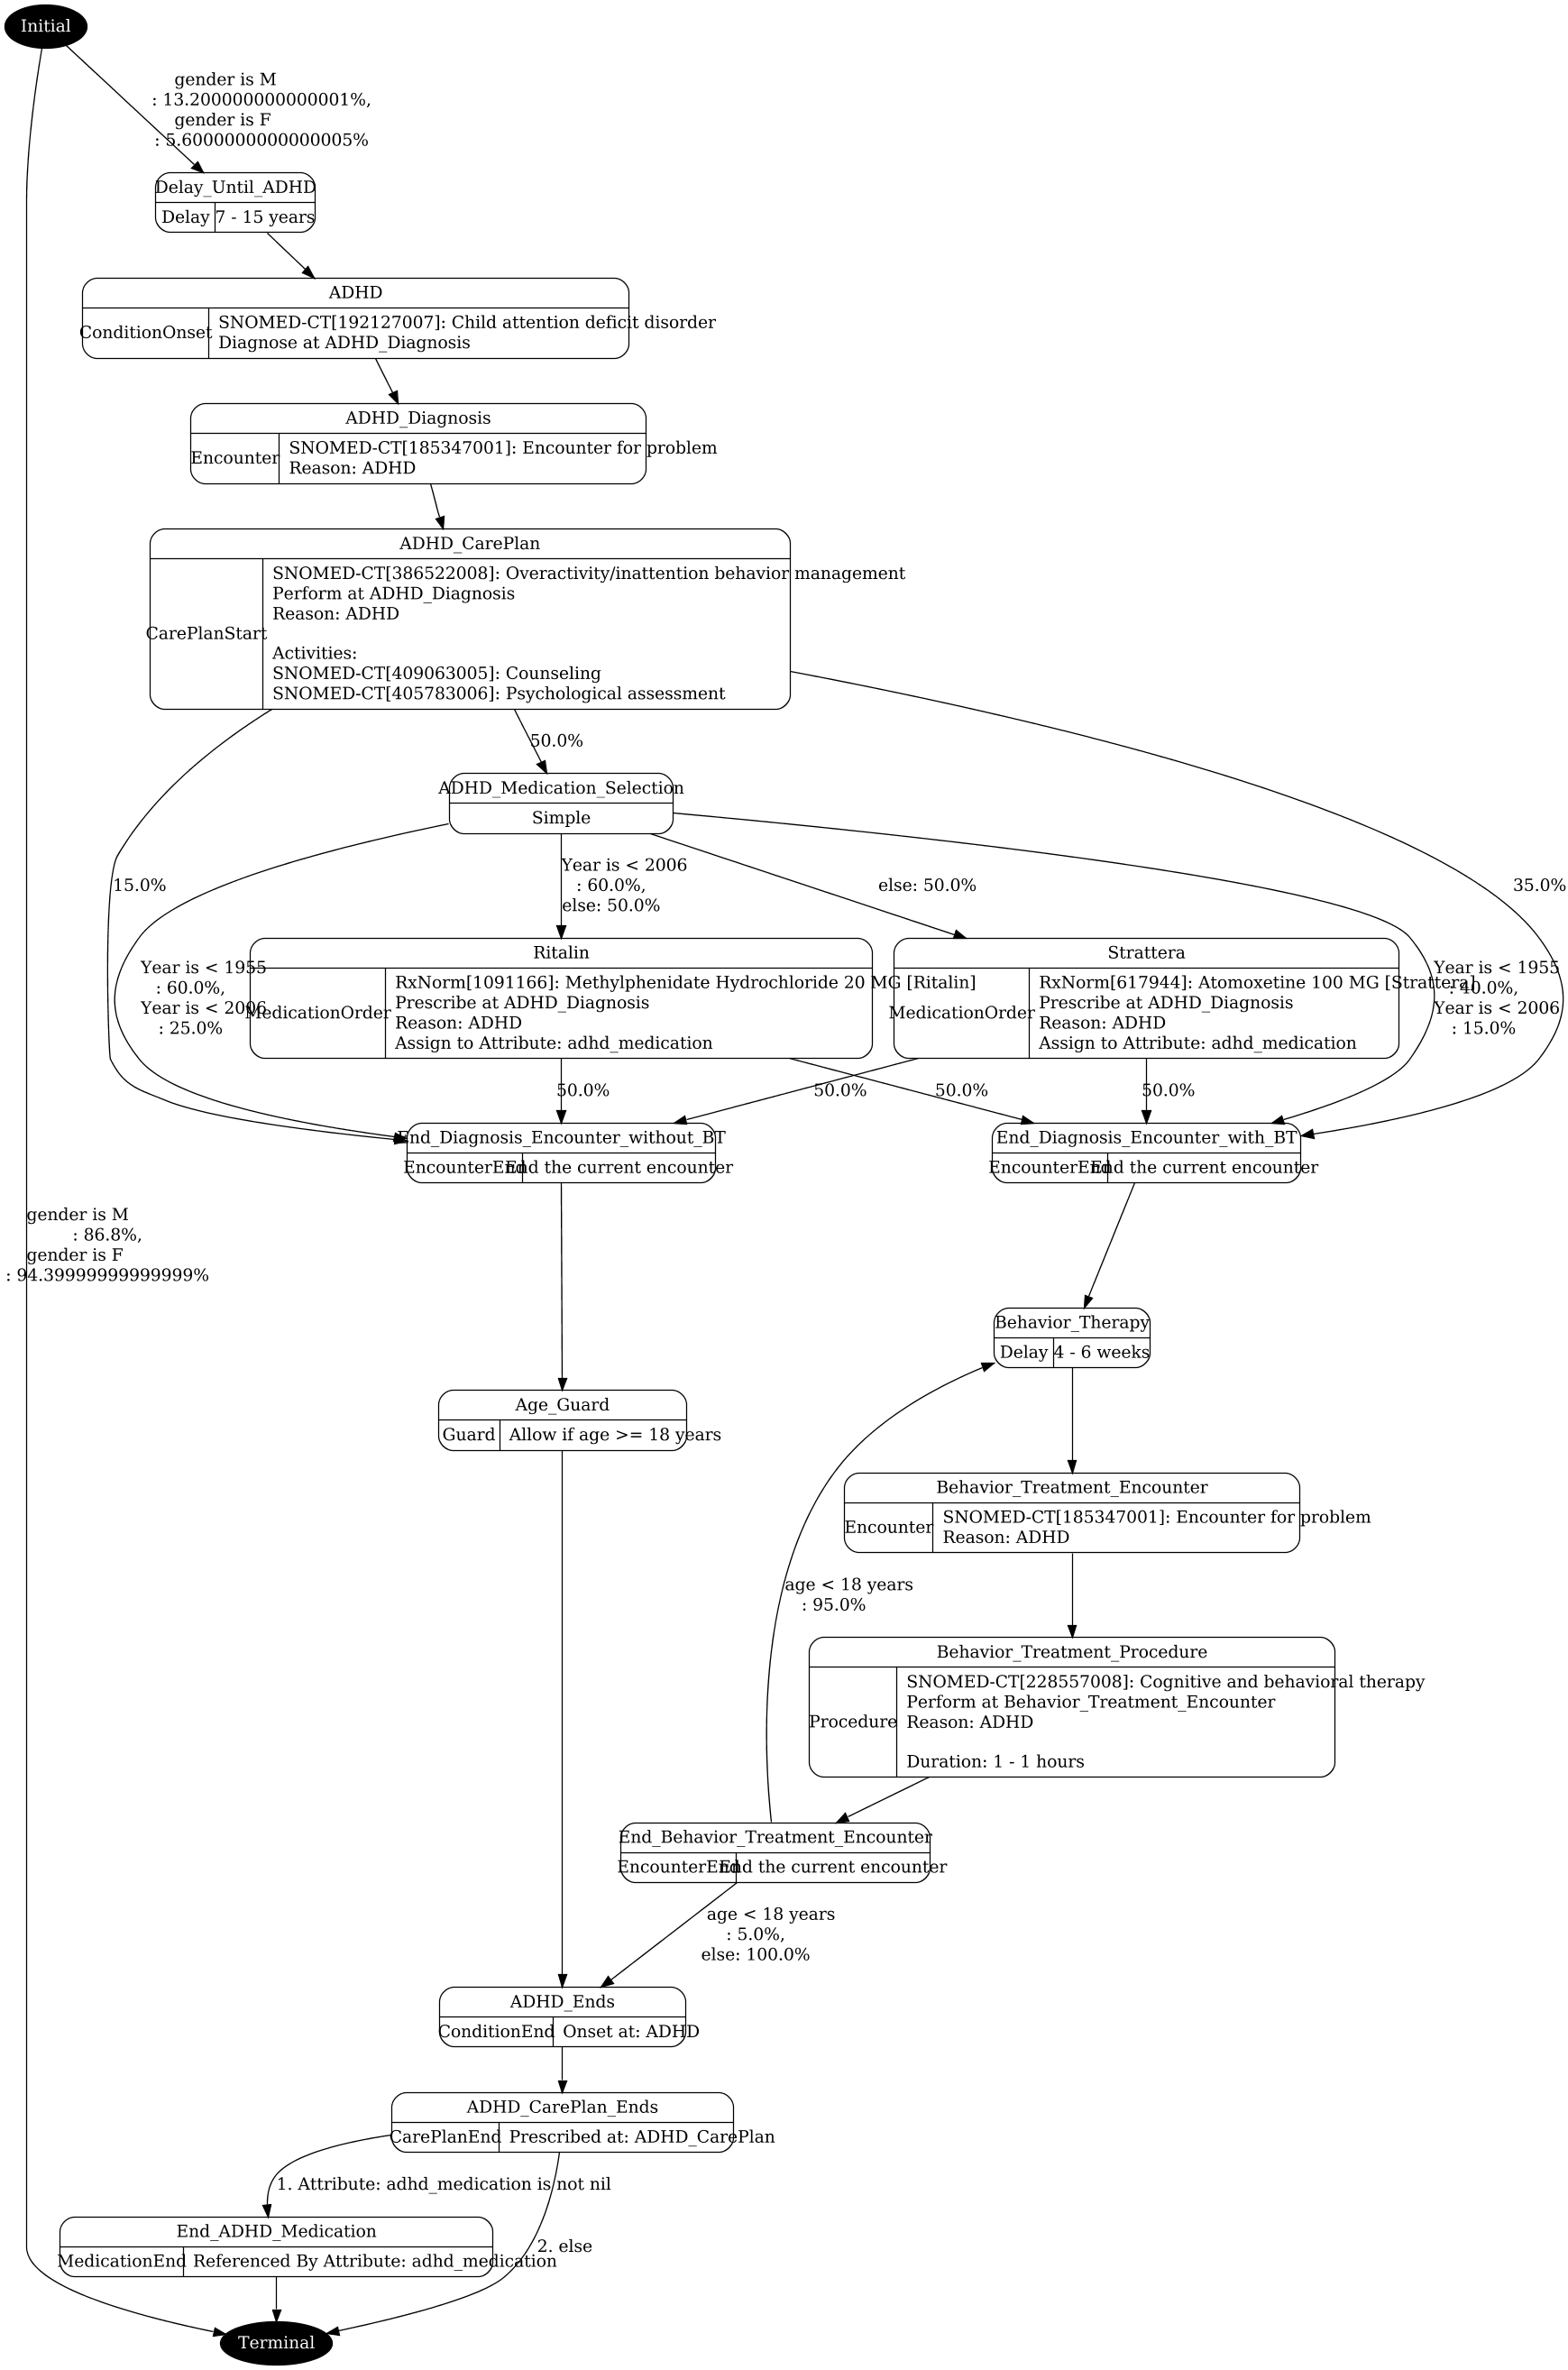 Initial
gender is M
: 13.200000000000001%,
gender is F
: 5.6000000000000005%
Delay_Until_ADHD
Delay
7 - 15 years
ADHD
ConditionOnset
SNOMED-CT[192127007]: Child attention deficit disorder
Diagnose at ADHD_Diagnosis
ADHD_Diagnosis
Encounter
SNOMED-CT[185347001]: Encounter for problem
Reason: ADHD
ADHD_CarePlan
CarePlanStart
SNOMED-CT[386522008]: Overactivity/inattention behavior management
Perform at ADHD_Diagnosis
Reason: ADHD
Activities:
SNOMED-CT[409063005]: Counseling
SNOMED-CT[405783006]: Psychological assessment
50.0%
ADHD_Medication_Selection
Simple
15.0%
Year is < 2006
: 60.0%,
else: 50.0%
else: 50.0%
35.0%
Year is < 1955
: 60.0%,
Year is < 2006
: 25.0%
Ritalin
MedicationOrder
RxNorm[1091166]: Methylphenidate Hydrochloride 20 MG [Ritalin]
Prescribe at ADHD_Diagnosis
Reason: ADHD
Assign to Attribute: adhd_medication
Strattera
MedicationOrder
RxNorm[617944]: Atomoxetine 100 MG [Strattera]
Prescribe at ADHD_Diagnosis
Reason: ADHD
Assign to Attribute: adhd_medication
Year is < 1955
: 40.0%,
Year is < 2006
: 15.0%
50.0%
50.0%
50.0%
50.0%
End_Diagnosis_Encounter_without_BT
EncounterEnd
End the current encounter
End_Diagnosis_Encounter_with_BT
EncounterEnd
End the current encounter
gender is M
: 86.8%,
gender is F
: 94.39999999999999%
Behavior_Therapy
Delay
4 - 6 weeks
Age_Guard
Guard
Allow if age >= 18 years
Behavior_Treatment_Encounter
Encounter
SNOMED-CT[185347001]: Encounter for problem
Reason: ADHD
age < 18 years
: 95.0%
Behavior_Treatment_Procedure
Procedure
SNOMED-CT[228557008]: Cognitive and behavioral therapy
Perform at Behavior_Treatment_Encounter
Reason: ADHD
Duration: 1 - 1 hours
End_Behavior_Treatment_Encounter
EncounterEnd
End the current encounter
age < 18 years
: 5.0%,
else: 100.0%
ADHD_Ends
ConditionEnd
Onset at: ADHD
ADHD_CarePlan_Ends
CarePlanEnd
Prescribed at: ADHD_CarePlan
1. Attribute: adhd_medication is not nil
End_ADHD_Medication
MedicationEnd
Referenced By Attribute: adhd_medication
2. else
Terminal